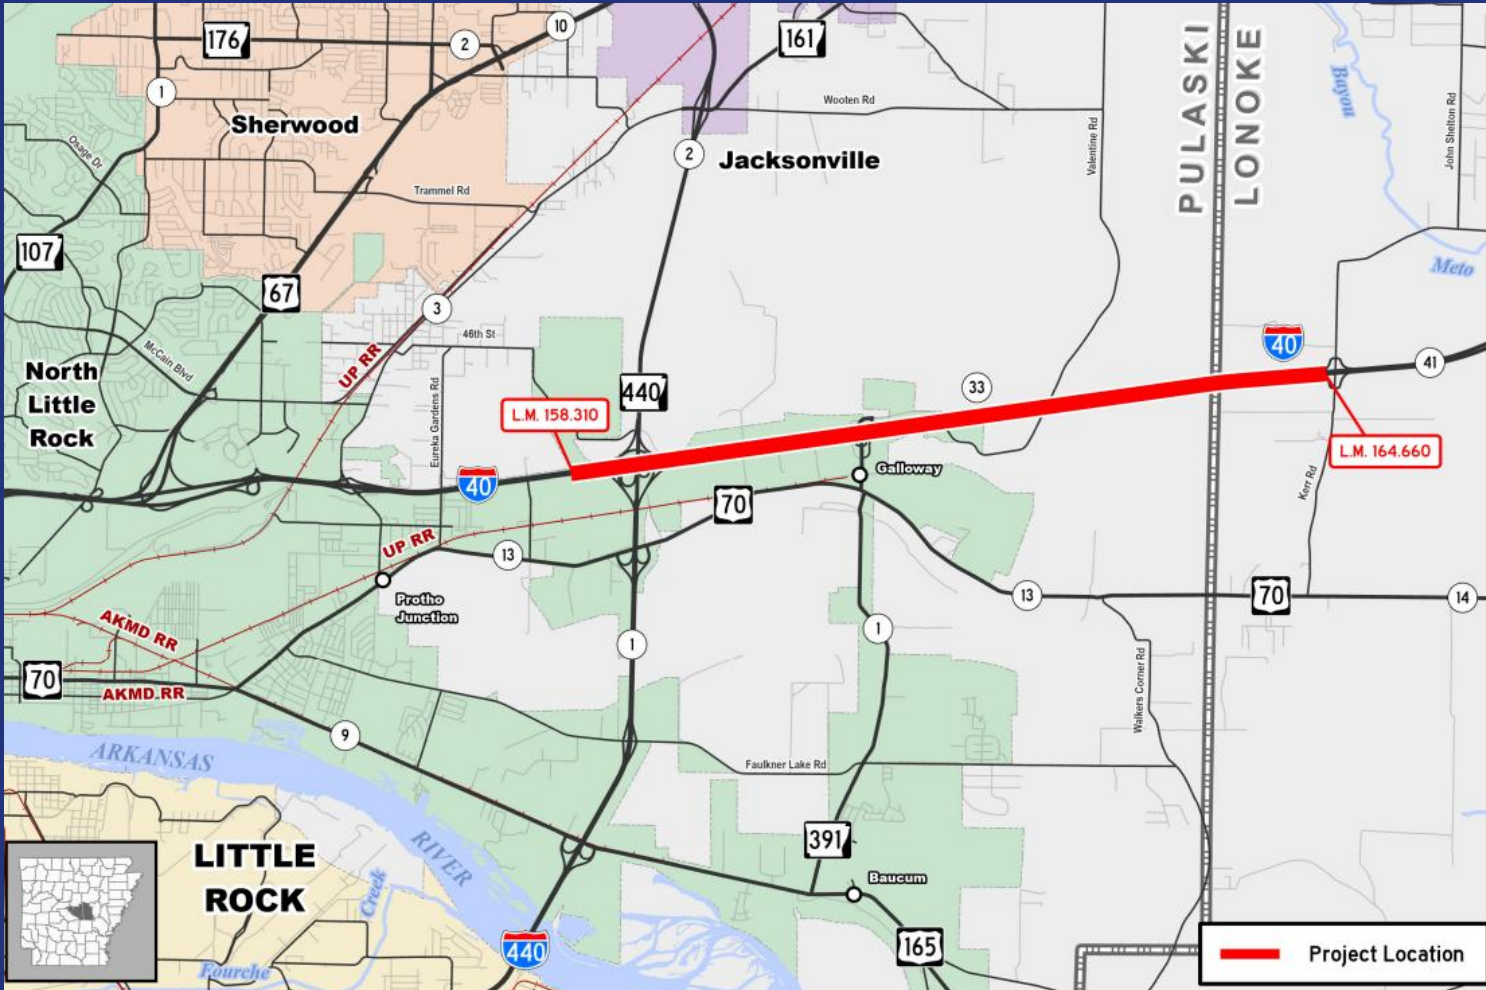 176
2
10
161
1
Sherwood
Wooten Rd
PULASKI
LONOKE
Bayou
Meto
John Shelton Rd
Valentine Rd
Osage Dr
2
Jacksonville
Trammel Rd
107
67
3
46th St
UP RR
McCain Blvd
North
Little
Rock
Eureka Gardens Rd
L.M. 158.310
440
33
40
41
L.M. 164.660
Kerr Rd
40
Galloway
70
UP RR
13
Protho
Junction
13
70
14
AKMD RR
1
1
70
AKMD RR
Walkers Corner Rd
9
ARKANSAS
RIVER
Faulkner Lake Rd
LITTLE
ROCK
Creek
Fourche
391
Baucum
440
165
Project Location